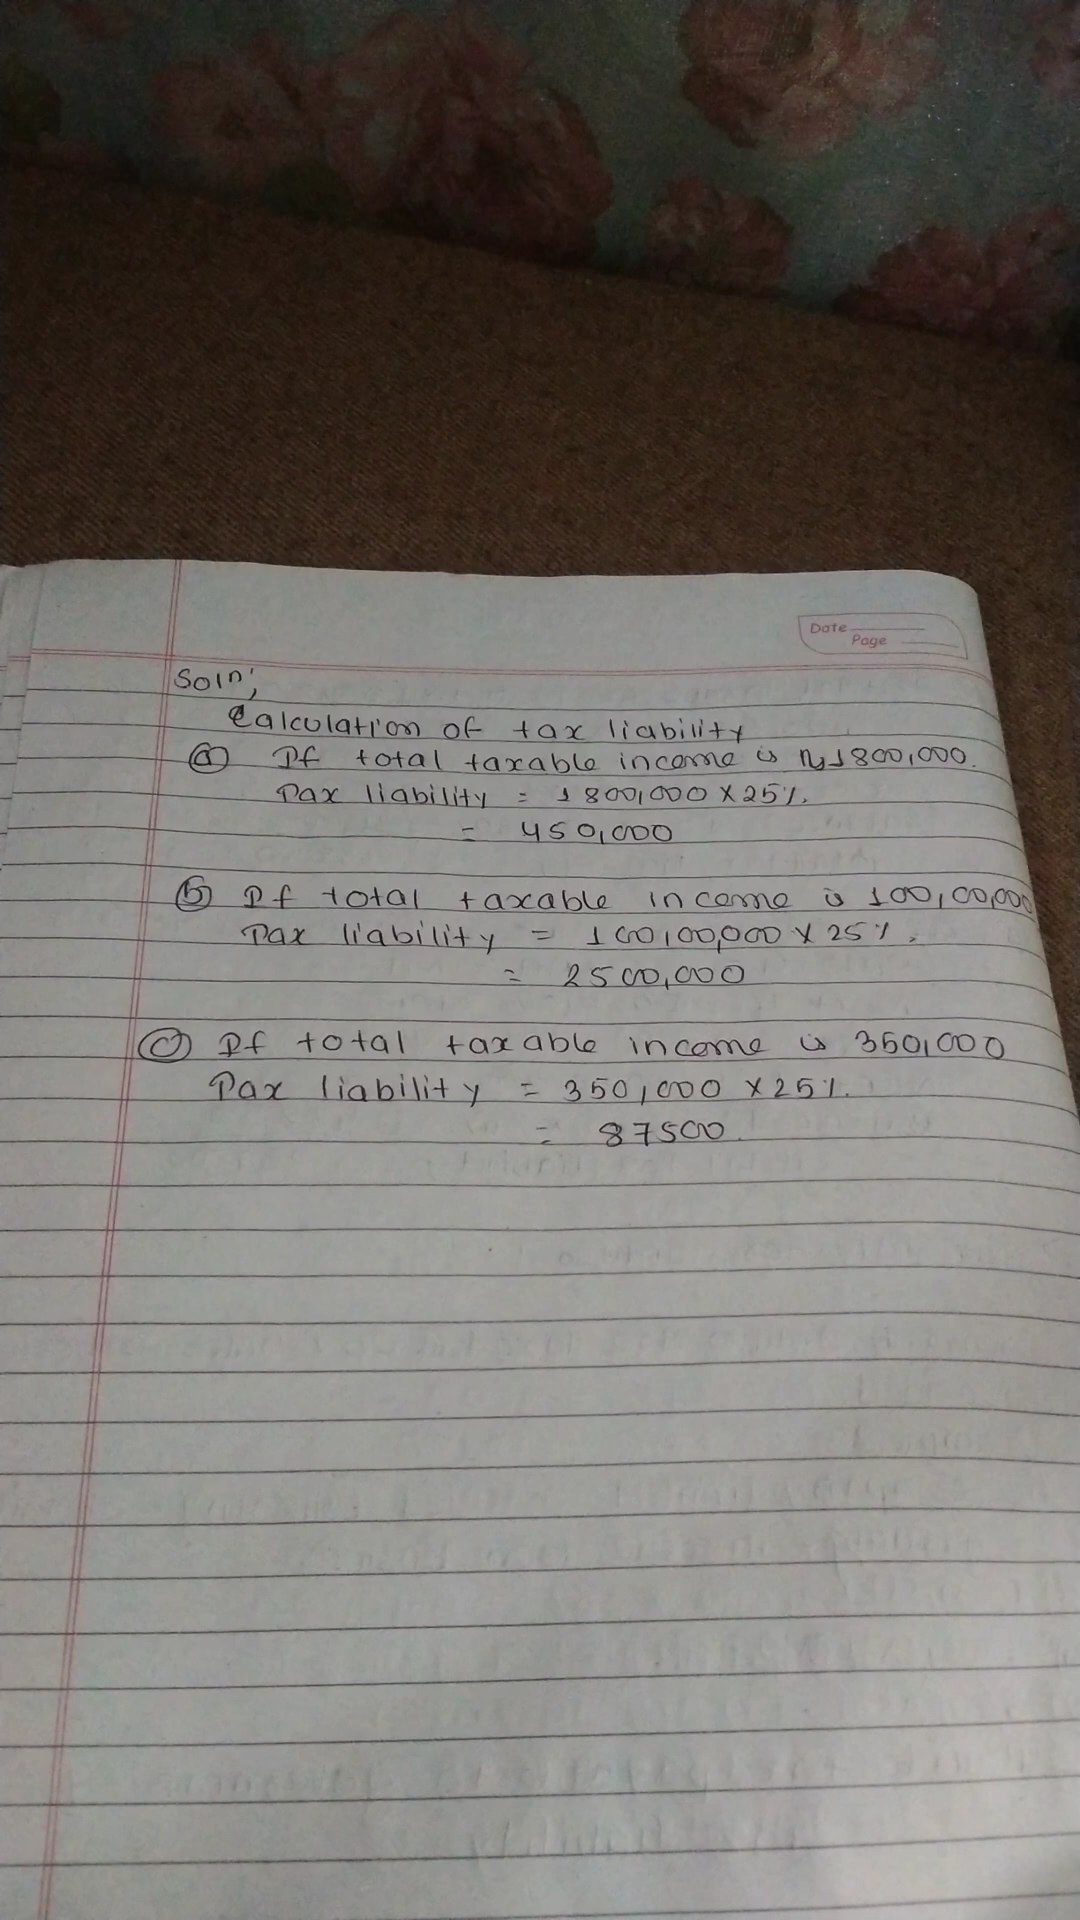 Date
Page
Soln;
Calculation of tax liability
(a) If total taxable income is Rs 1800,000.
Tax liability = 1800,000 X 25%.
= 450,000
(b) If total taxable income is 100,00,000
Tax liability = 100,00,000 X 25%.
= 2500,000
(c) If total taxable income is 350,000
Tax liability = 350,000 X 25%.
= 87500.